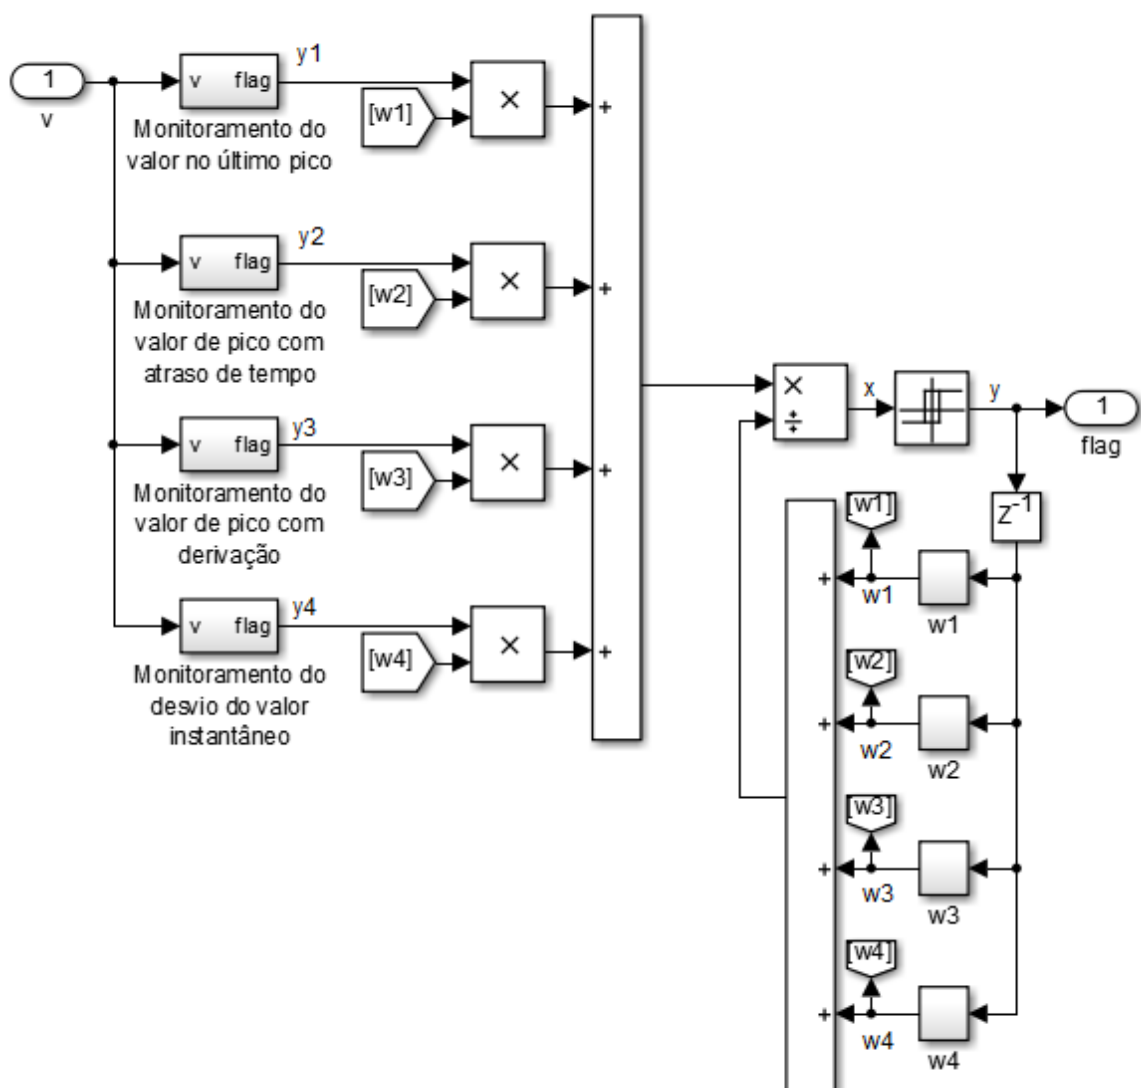 1
v
v flag
y1
Monitoramento do
valor no último pico
[w1]
×
+
v flag
y2
Monitoramento do
valor de pico com
atraso de tempo
[w2]
×
+
v flag
y3
Monitoramento do
valor de pico com
derivação
[w3]
×
+
v flag
y4
Monitoramento do
desvio do valor
instantâneo
[w4]
×
+
×
÷
x
y
1
flag
Z-1
[w1]
+
w1
w1
[w2]
+
w2
w2
[w3]
+
w3
w3
[w4]
+
w4
w4